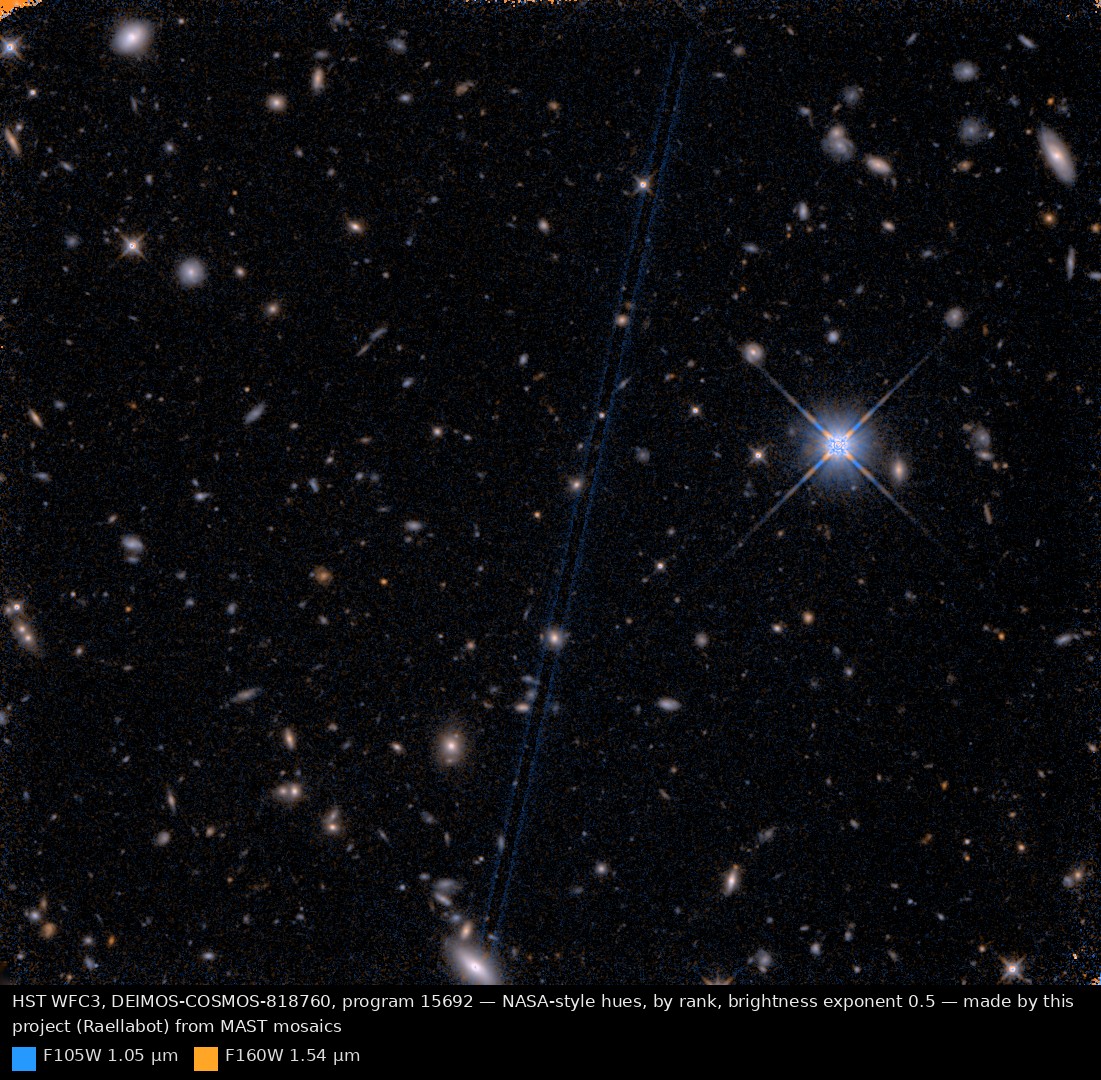 HST WFC3, DEIMOS-COSMOS-818760, program 15692 — NASA-style hues, by rank, brightness exponent 0.5 — made by this
project (Raellabot) from MAST mosaics
F105W 1.05 µm F160W 1.54 µm